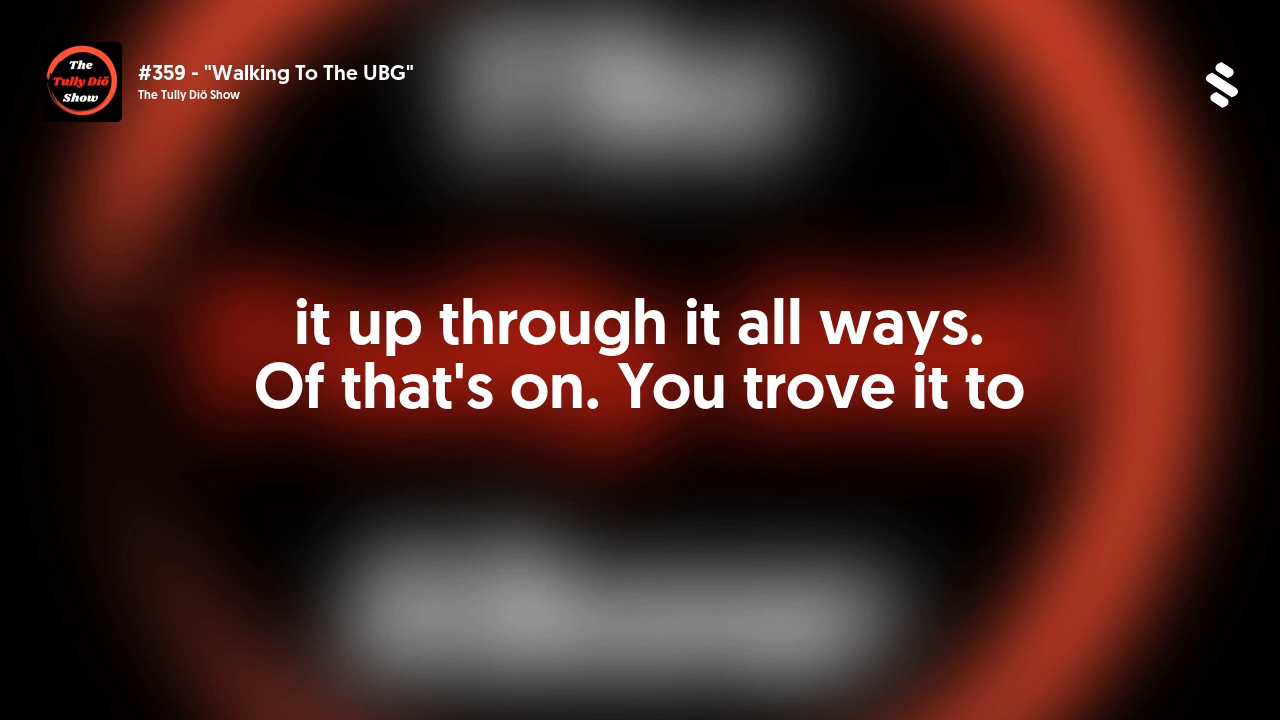 The
Tully Diö
Show
#359 - "Walking To The UBG"
The Tully Diö Show
it up through it all ways.
Of that's on. You trove it to